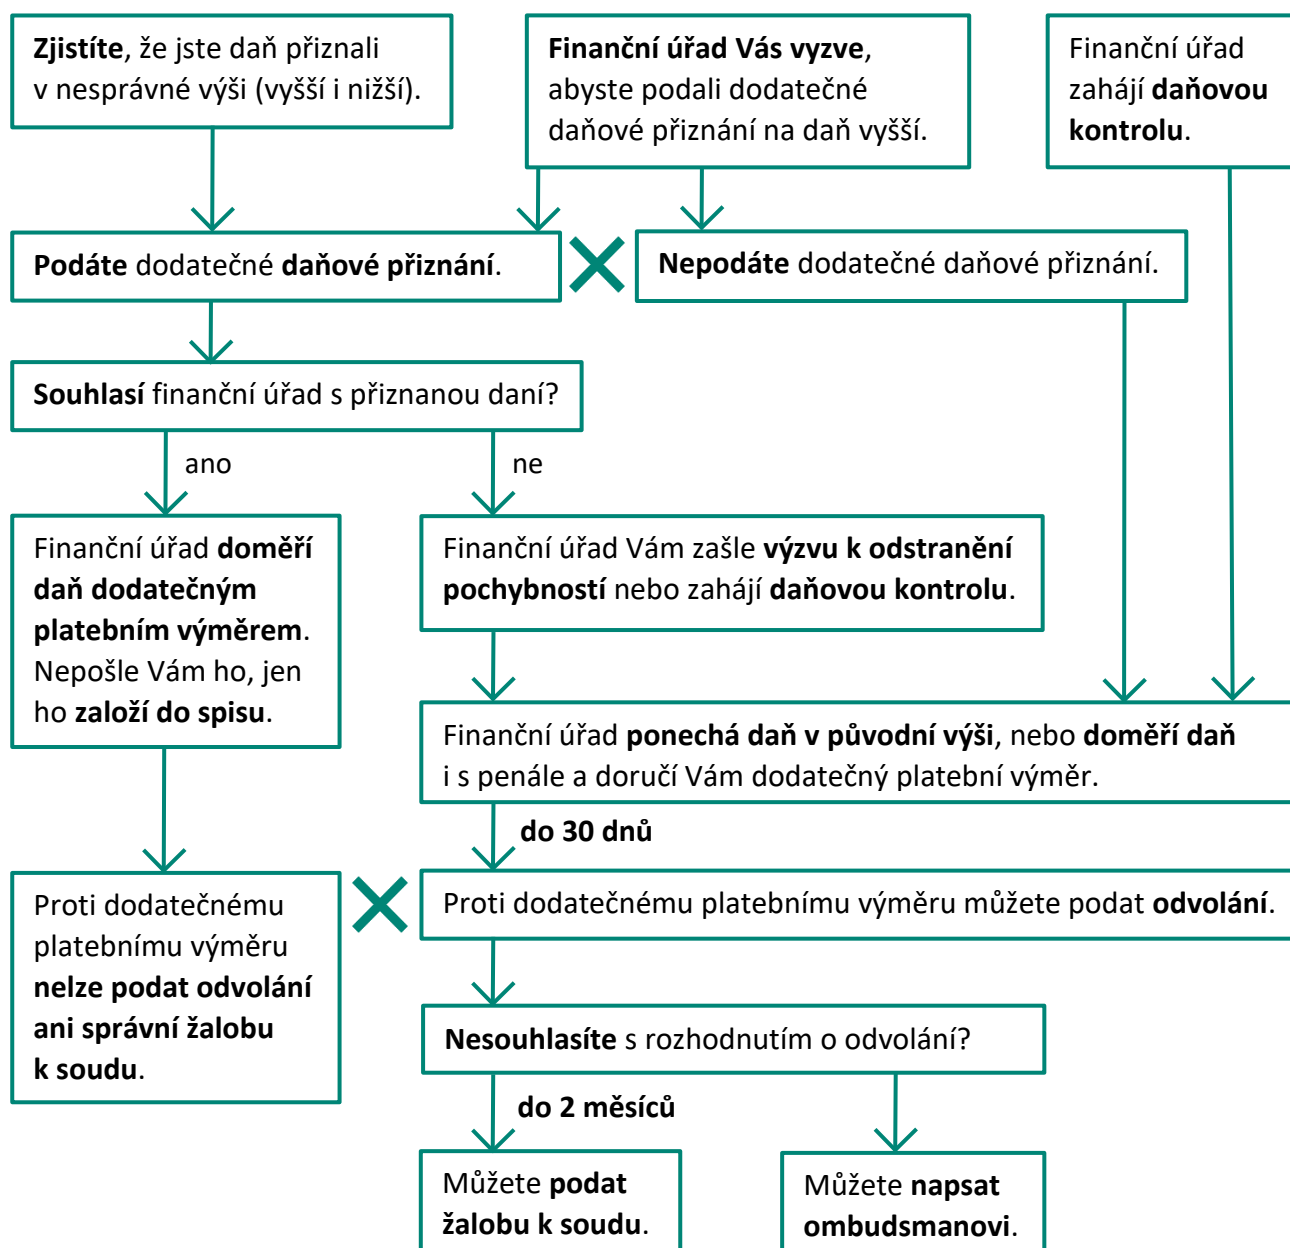 Zjistíte, že jste daň přiznali
v nesprávné výši (vyšší i nižší).
Finanční úřad Vás vyzve,
abyste podali dodatečné
daňové přiznání na daň vyšší.
Finanční úřad
zahájí daňovou
kontrolu.
Podáte dodatečné daňové přiznání.
Nepodáte dodatečné daňové přiznání.
Souhlasí finanční úřad s přiznanou daní?
ano
ne
Finanční úřad doměří
daň dodatečným
platebním výměrem.
Nepošle Vám ho, jen
ho založí do spisu.
Finanční úřad Vám zašle výzvu k odstranění
pochybností nebo zahájí daňovou kontrolu.
Finanční úřad ponechá daň v původní výši, nebo doměří daň
i s penále a doručí Vám dodatečný platební výměr.
do 30 dnů
Proti dodatečnému
platebnímu výměru
nelze podat odvolání
ani správní žalobu
k soudu.
Proti dodatečnému platebnímu výměru můžete podat odvolání.
Nesouhlasíte s rozhodnutím o odvolání?
do 2 měsíců
Můžete podat
žalobu k soudu.
Můžete napsat
ombudsmanovi.